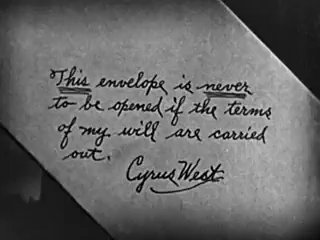 This envelope is never
to be opened if the terms
of my will are carried
out.
Cyrus West